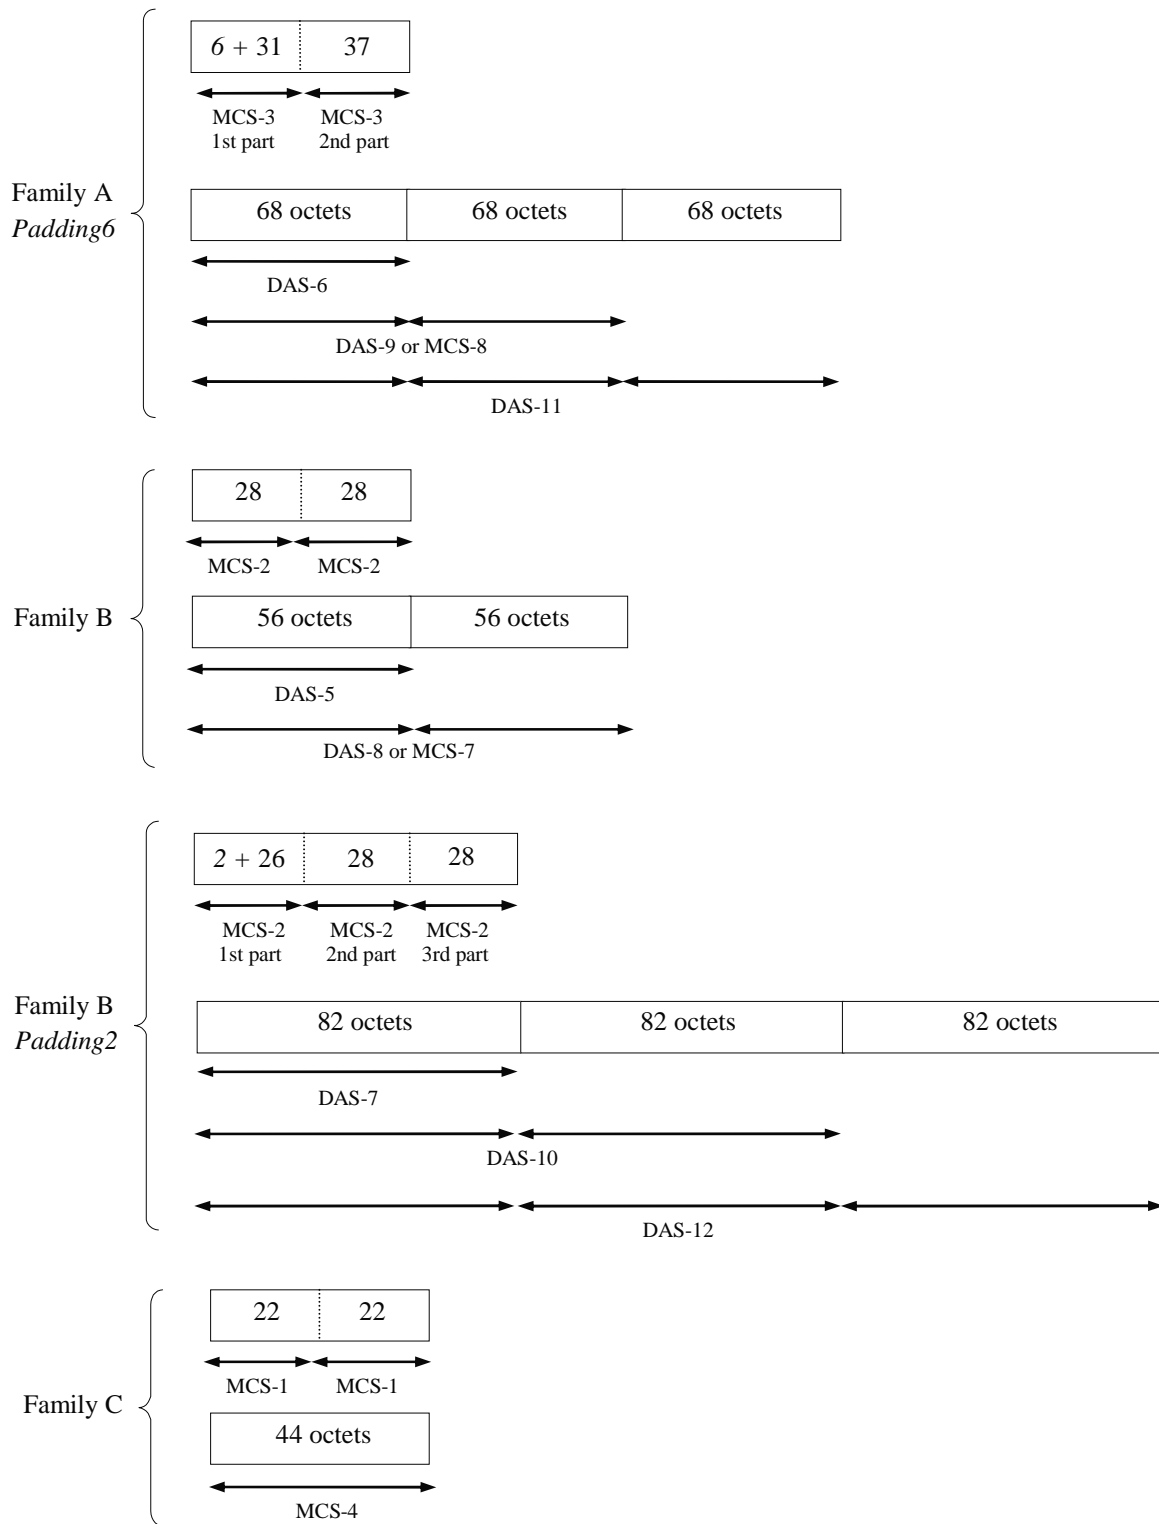 6 + 31 37
MCS-3 MCS-3
1st part 2nd part
Family A
Padding6
68 octets 68 octets 68 octets
DAS-6
DAS-9 or MCS-8
DAS-11
28 28
MCS-2 MCS-2
Family B
56 octets 56 octets
DAS-5
DAS-8 or MCS-7
2 + 26 28 28
MCS-2 MCS-2 MCS-2
1st part 2nd part 3rd part
Family B
Padding2
82 octets 82 octets 82 octets
DAS-7
DAS-10
DAS-12
22 22
MCS-1 MCS-1
Family C
44 octets
MCS-4